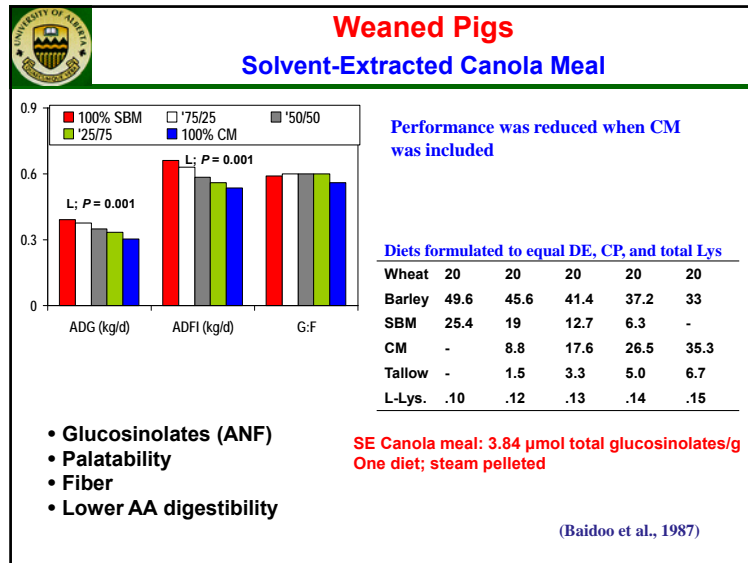 UNIVERSITY OF ALBERTA
Weaned Pigs
Solvent-Extracted Canola Meal
0.9
0.6
0.3
0
100% SBM '75/25 '50/50
'25/75 100% CM
L; P = 0.001
L; P = 0.001
ADG (kg/d) ADFI (kg/d) G:F
Performance was reduced when CM
was included
Diets formulated to equal DE, CP, and total Lys
Wheat 20 20 20 20 20
Barley 49.6 45.6 41.4 37.2 33
SBM 25.4 19 12.7 6.3 -
CM - 8.8 17.6 26.5 35.3
Tallow - 1.5 3.3 5.0 6.7
L-Lys. .10 .12 .13 .14 .15
• Glucosinolates (ANF)
• Palatability
• Fiber
• Lower AA digestibility
SE Canola meal: 3.84 µmol total glucosinolates/g
One diet; steam pelleted
(Baidoo et al., 1987)